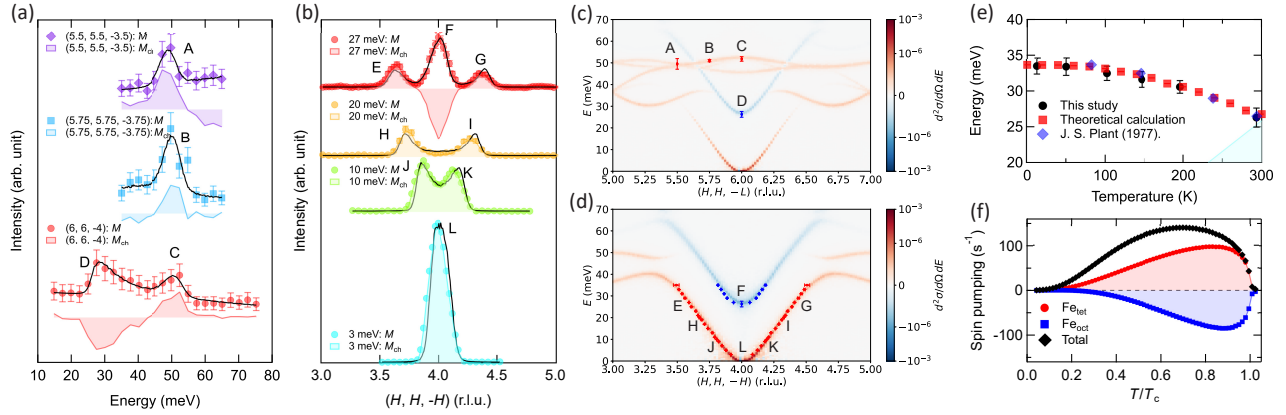 (a)
(5.5, 5.5, -3.5): M
(5.5, 5.5, -3.5): Mch
A
(5.75, 5.75, -3.75): M
(5.75, 5.75, -3.75): Mch
B
(6, 6, -4): M
(6, 6, -4): Mch
D
C
Intensity (arb. unit)
10 20 30 40 50 60 70 80
Energy (meV)
(b)
27 meV: M
27 meV: Mch
E
F
G
20 meV: M
20 meV: Mch
H
I
10 meV: M
10 meV: Mch
J
K
L
3 meV: M
3 meV: Mch
Intensity (arb. unit)
3.0 3.5 4.0 4.5 5.0
(H, H, -H) (r.l.u.)
(c)
70
60
50
40
30
20
10
0
E (meV)
A
B
C
D
5.00 5.25 5.50 5.75 6.00 6.25 6.50 6.75 7.00
(H, H, −L) (r.l.u.)
10⁻³
10⁻⁶
0
10⁻⁶
10⁻³
d²σ/dΩdE
(d)
70
60
50
40
30
20
10
0
E (meV)
F
E
G
H
I
J
L
K
3.00 3.25 3.50 3.75 4.00 4.25 4.50 4.75 5.00
(H, H, −H) (r.l.u.)
10⁻³
10⁻⁶
0
10⁻⁶
10⁻³
d²σ/dΩdE
(e)
40
35
30
25
20
Energy (meV)
This study
Theoretical calculation
J. S. Plant (1977).
0 100 200 300
Temperature (K)
(f)
100
0
-100
Spin pumping (s⁻¹)
Fetet
Feoct
Total
0.0 0.2 0.4 0.6 0.8 1.0
T/Tc